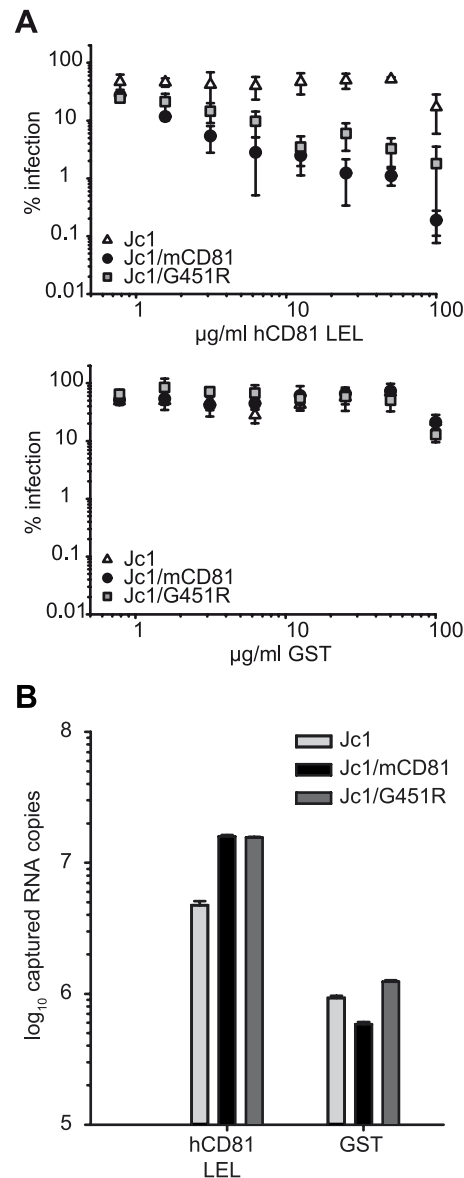 A
100
10
1
0.1
0.01
% infection
Jc1
Jc1/mCD81
Jc1/G451R
1
10
100
µg/ml hCD81 LEL
100
10
1
0.1
0.01
% infection
Jc1
Jc1/mCD81
Jc1/G451R
1
10
100
µg/ml GST
B
8
7
6
5
log₁₀ captured RNA copies
Jc1
Jc1/mCD81
Jc1/G451R
hCD81
LEL
GST